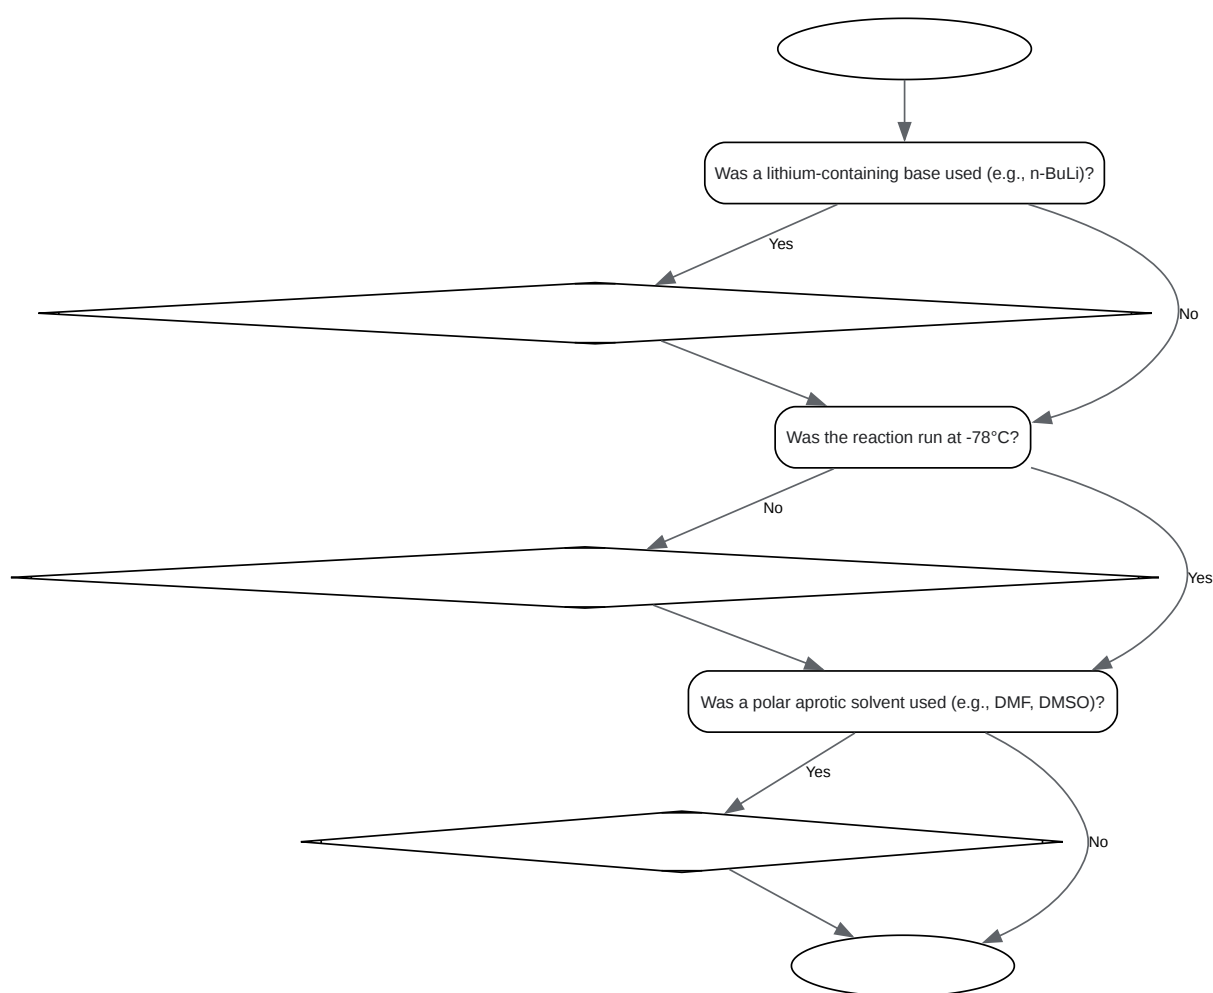 Was a lithium-containing base used (e.g., n-BuLi)?
Yes
No
Was the reaction run at -78°C?
No
Yes
Was a polar aprotic solvent used (e.g., DMF, DMSO)?
Yes
No